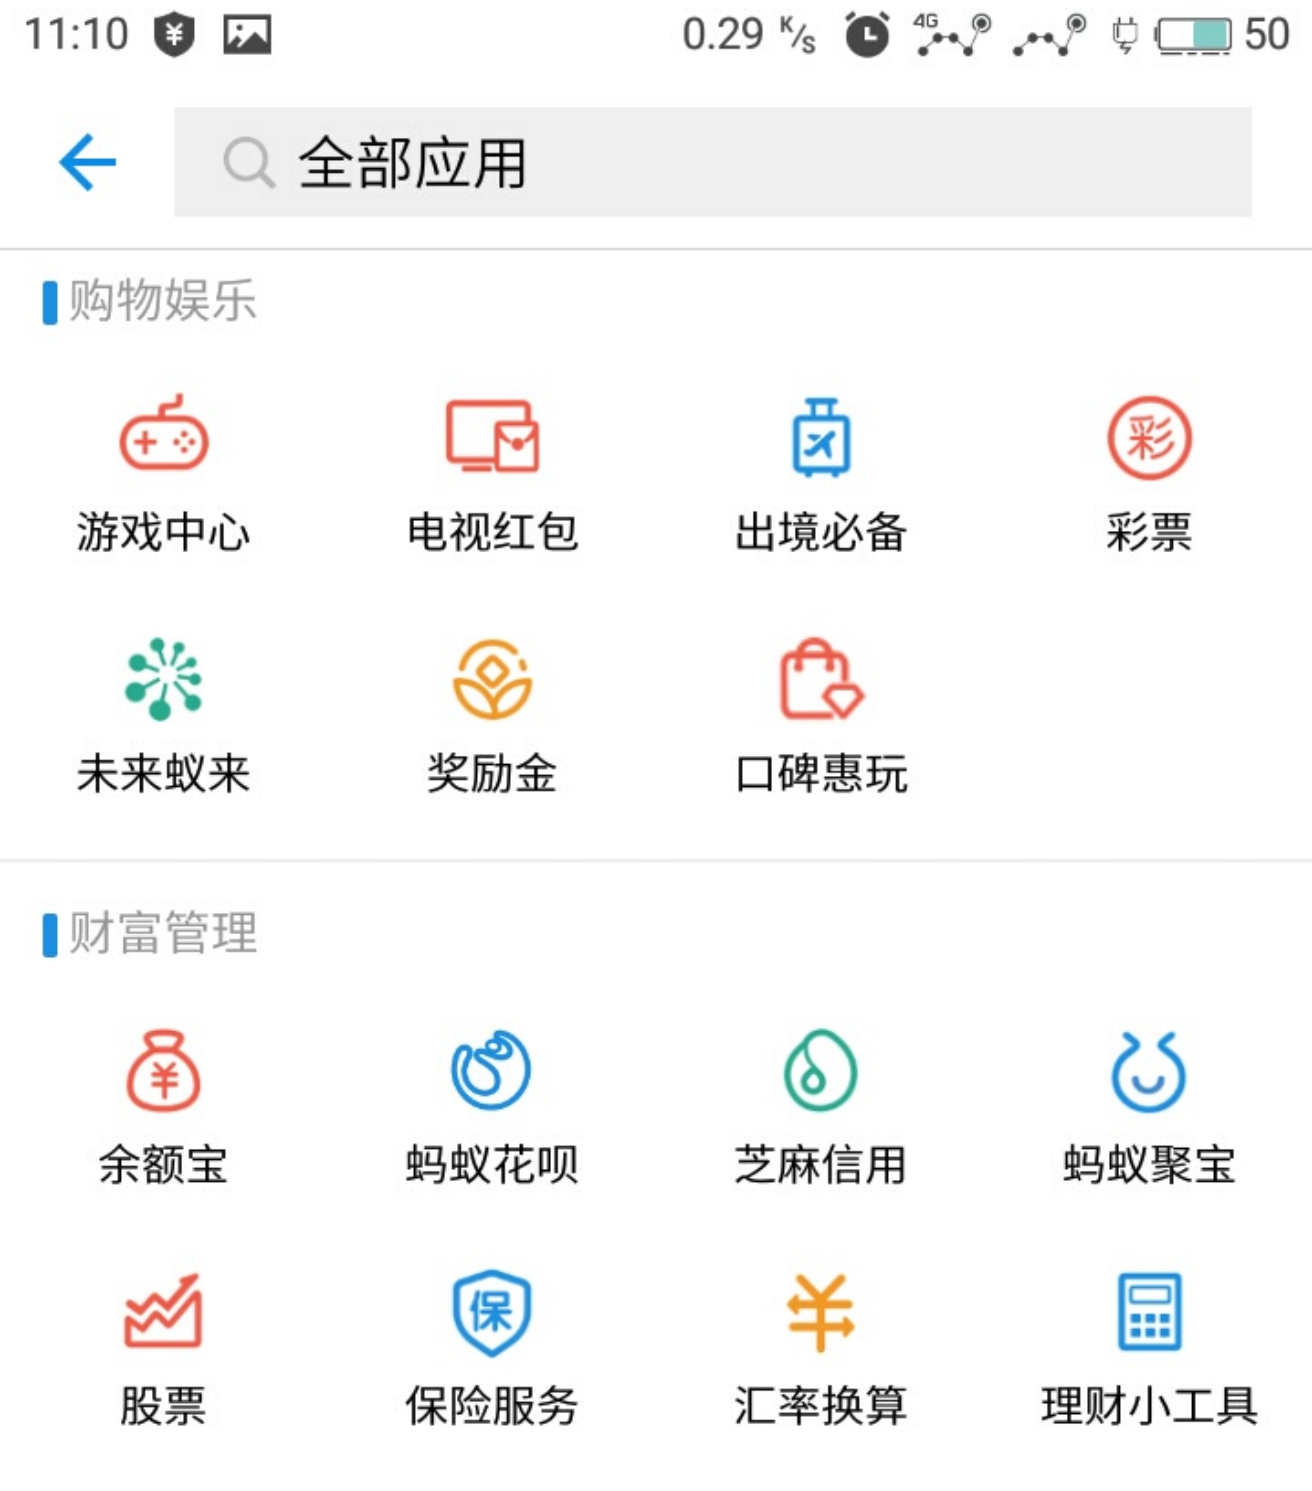 11:10 ¥ 0.29 K/s 4G 50
全部应用
购物娱乐
彩
游戏中心 电视红包 出境必备 彩票
未来蚁来 奖励金 口碑惠玩
财富管理
¥
余额宝 蚂蚁花呗 芝麻信用 蚂蚁聚宝
保
股票 保险服务 汇率换算 理财小工具